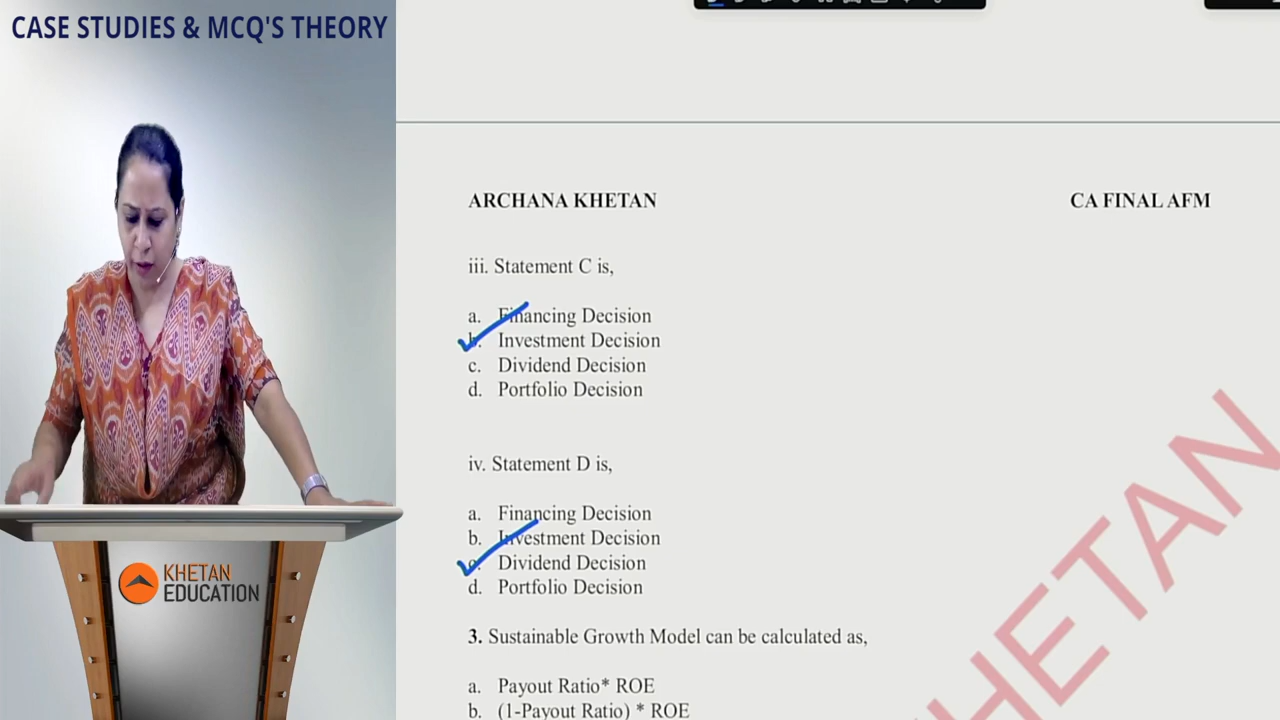 CASE STUDIES & MCQ'S THEORY
ARCHANA KHETAN
CA FINAL AFM
iii. Statement C is,
a. Financing Decision
b. Investment Decision
c. Dividend Decision
d. Portfolio Decision
iv. Statement D is,
a. Financing Decision
b. Investment Decision
c. Dividend Decision
d. Portfolio Decision
3. Sustainable Growth Model can be calculated as,
a. Payout Ratio* ROE
b. (1-Payout Ratio) * ROE
HETAN
KHETAN
EDUCATION